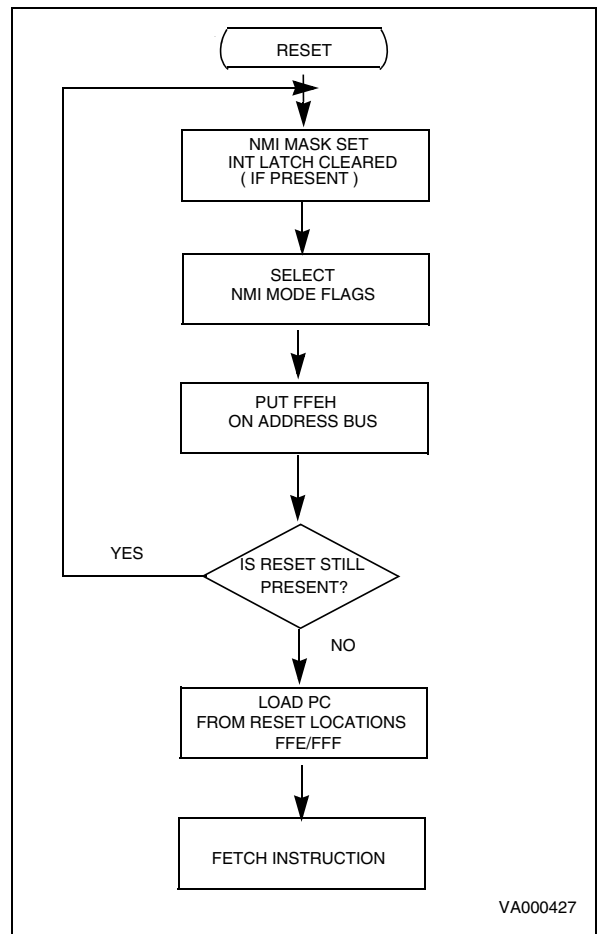 RESET
NMI MASK SET
INT LATCH CLEARED
( IF PRESENT )
SELECT
NMI MODE FLAGS
PUT FFEH
ON ADDRESS BUS
YES
IS RESET STILL
PRESENT?
NO
LOAD PC
FROM RESET LOCATIONS
FFE/FFF
FETCH INSTRUCTION
VA000427